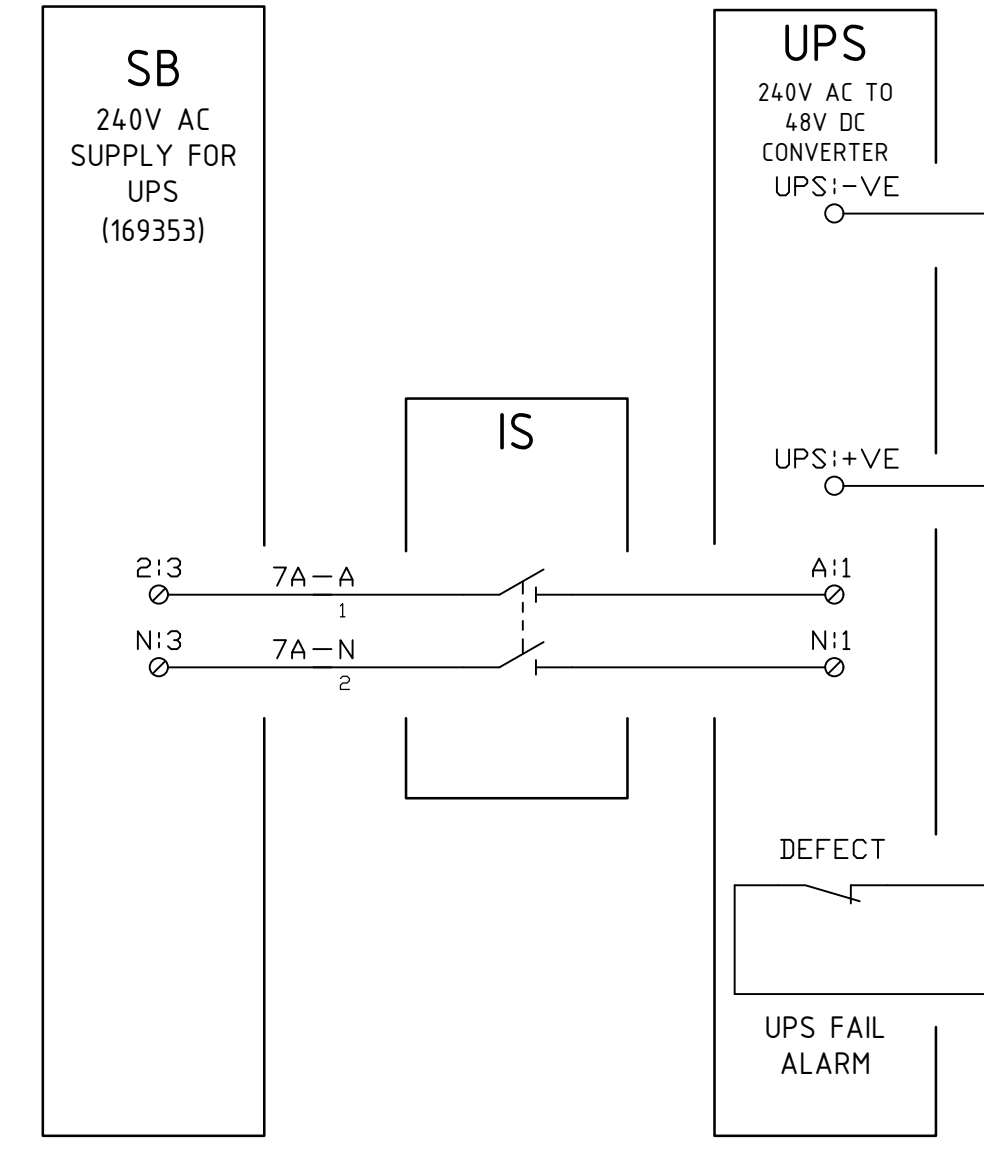 SB
240V AC
SUPPLY FOR
UPS
(169353)
UPS
240V AC TO
48V DC
CONVERTER
UPS:-VE
IS
UPS:+VE
2:3
7A-A
1
A:1
N:3
7A-N
2
N:1
DEFECT
UPS FAIL
ALARM